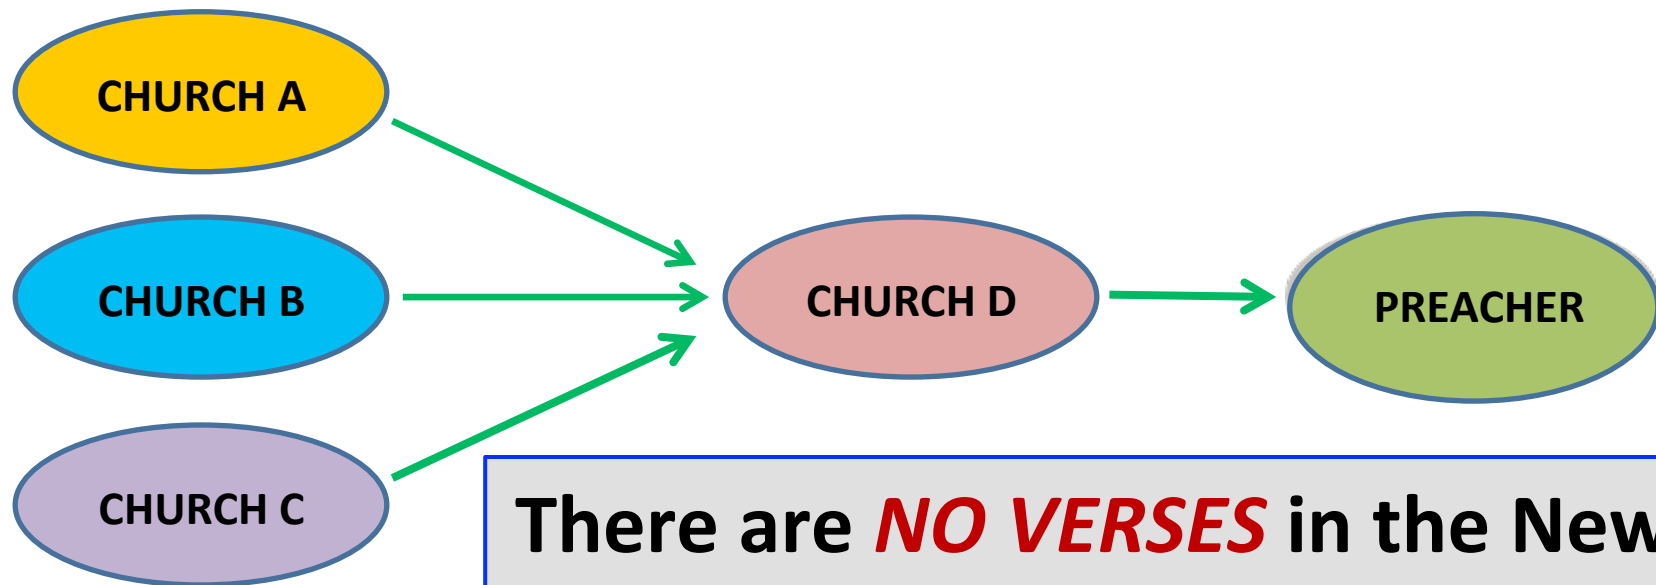 CHURCH A
CHURCH B
CHURCH D
PREACHER
CHURCH C
There are NO VERSES in the New